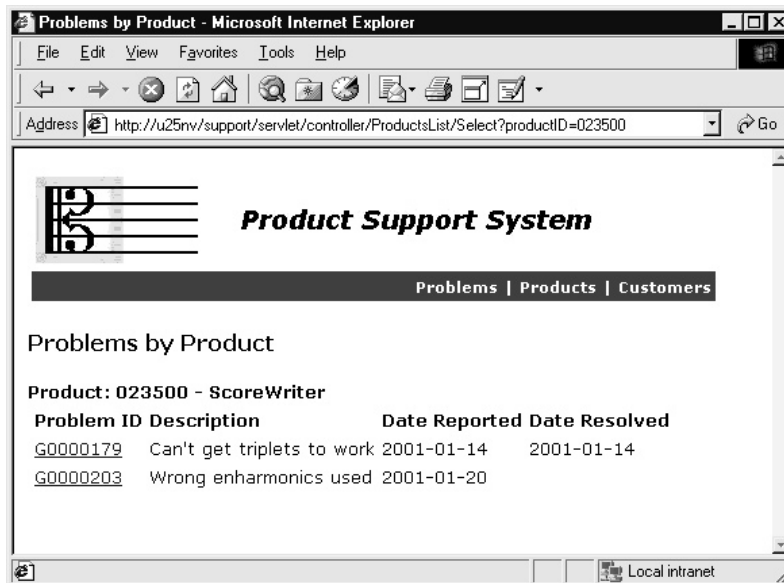 Problems by Product - Microsoft Internet Explorer
File Edit View Favorites Tools Help
Address http://u25nv/support/servlet/controller/ProductsList/Select?productID=023500 Go
Product Support System
Problems | Products | Customers
Problems by Product
Product: 023500 - ScoreWriter
Problem ID Description Date Reported Date Resolved
G0000179 Can't get triplets to work 2001-01-14 2001-01-14
G0000203 Wrong enharmonics used 2001-01-20
Local intranet